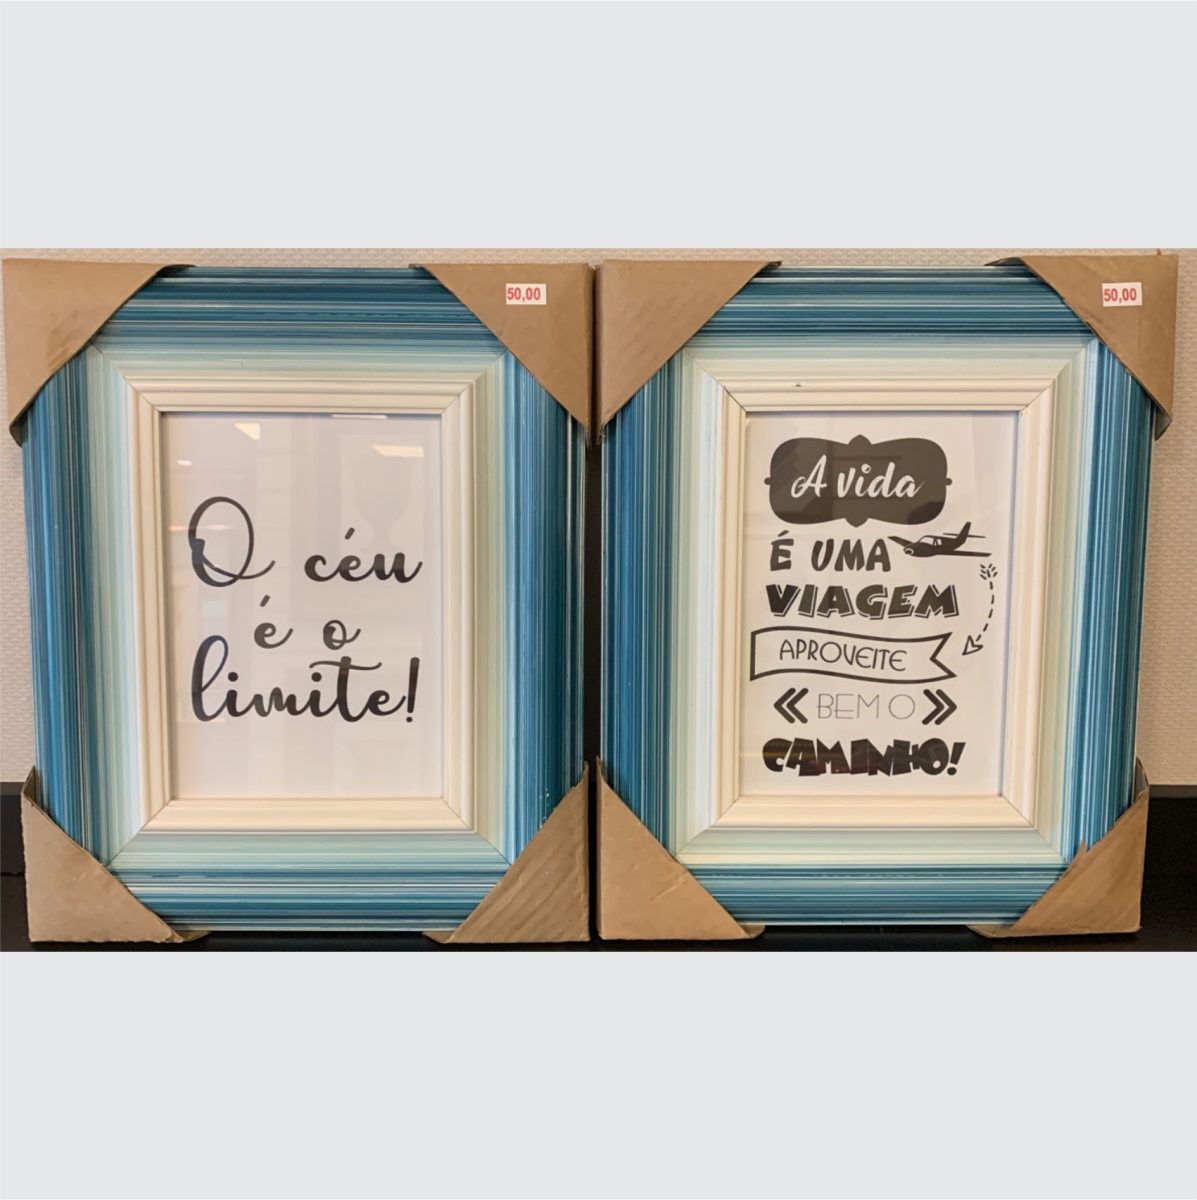 50,00
O céu
é o
limite!
50,00
A vida
É UMA
VIAGEM
APROVEITE
BEM O
CAMINHO!